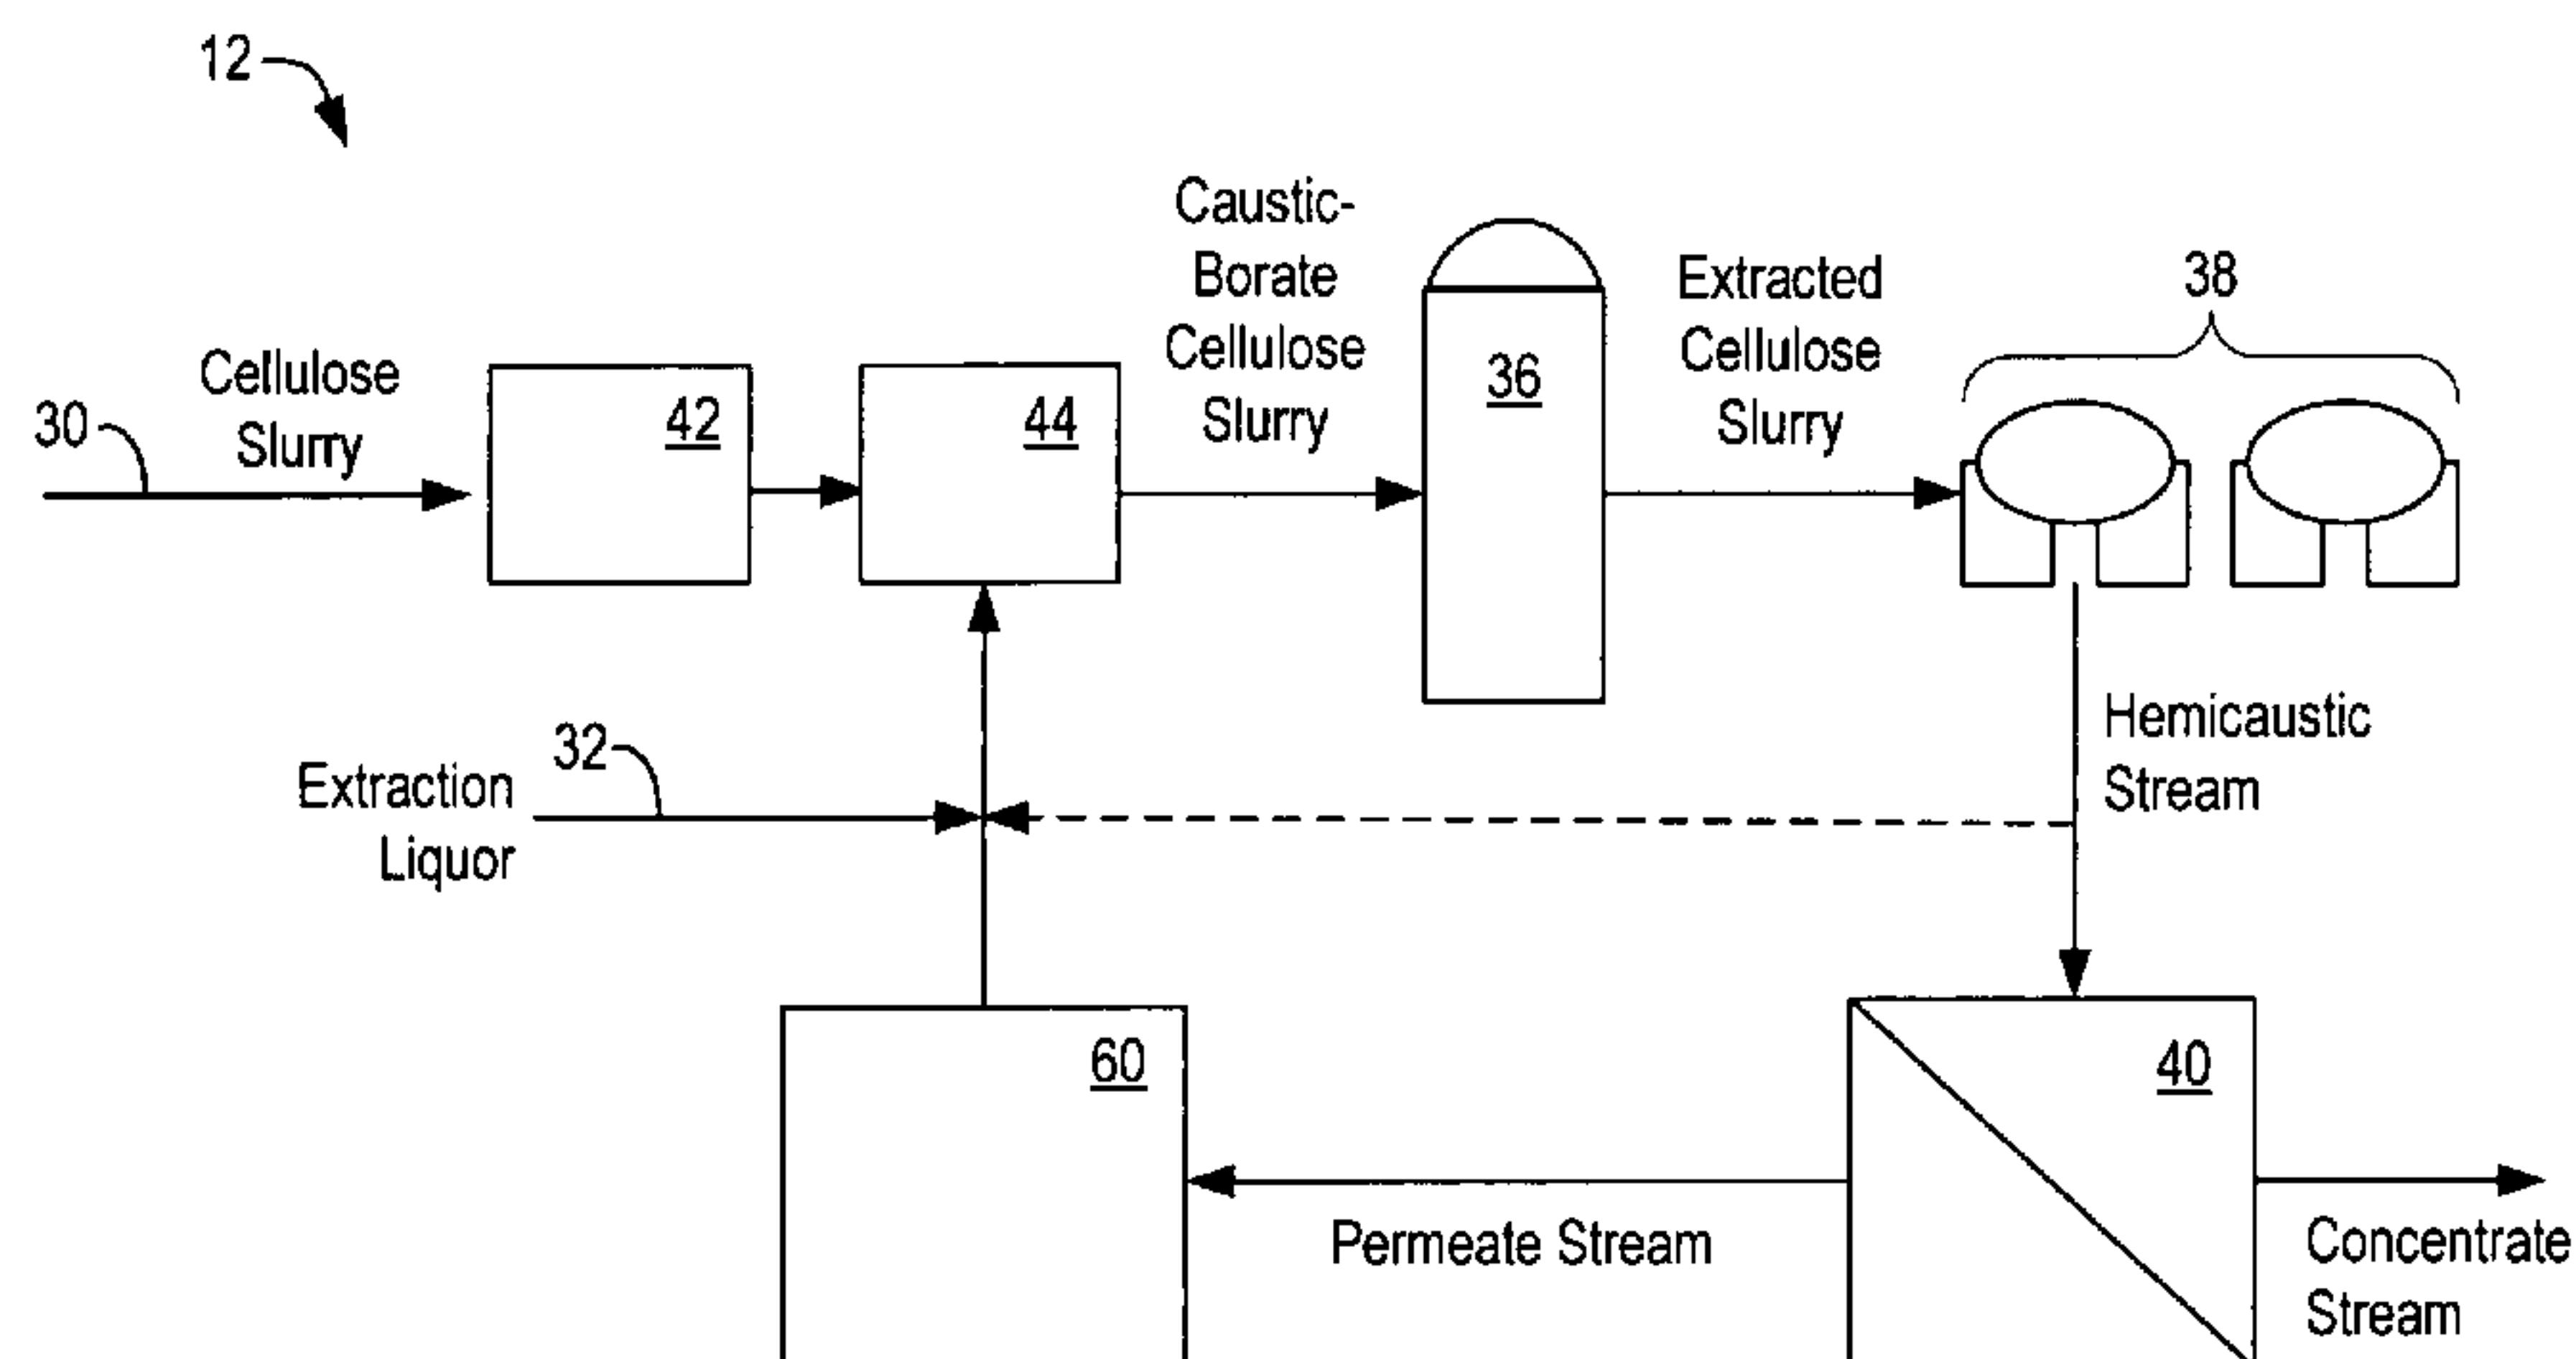 12
Caustic-
Borate
Cellulose
Slurry
Extracted
Cellulose
Slurry
38
36
Cellulose
Slurry
30
42
44
Hemicaustic
Stream
32
Extraction
Liquor
60
40
Permeate Stream
Concentrate
Stream